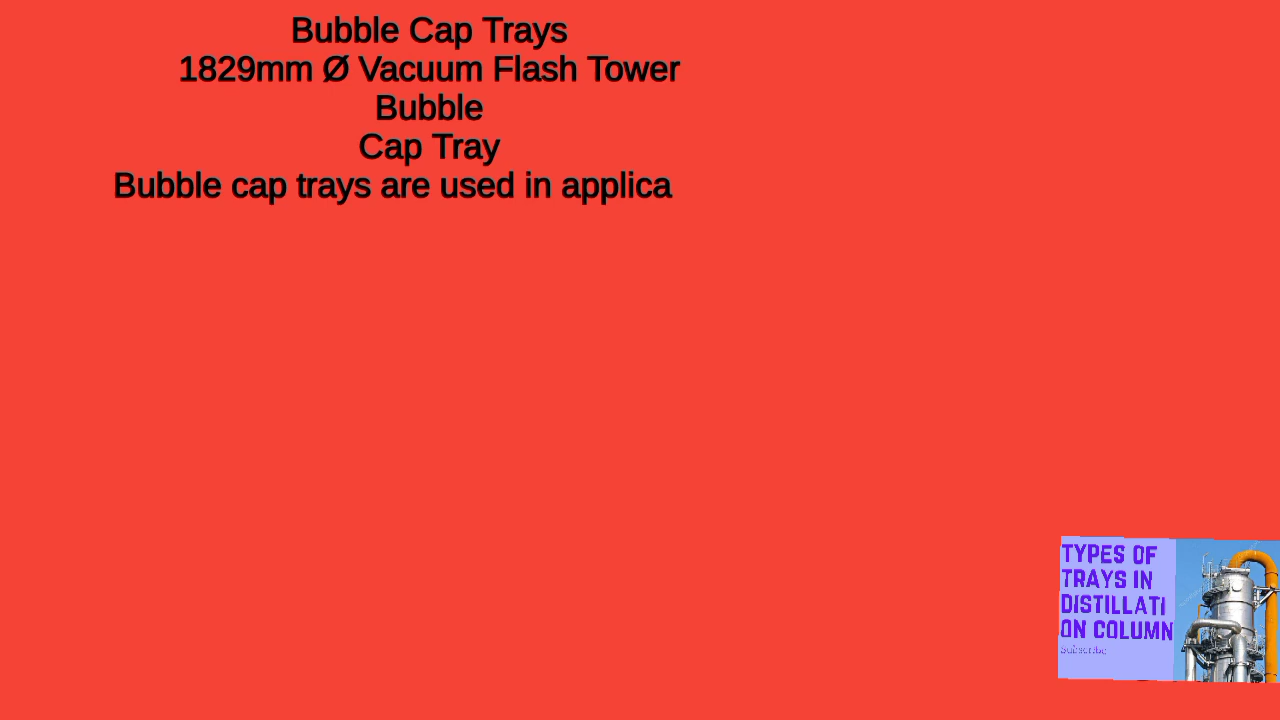 Bubble Cap Trays
1829mm Ø Vacuum Flash Tower
Bubble
Cap Tray
Bubble cap trays are used in applica
TYPES OF
TRAYS IN
DISTILLATI
ON COLUMN
Subscribe